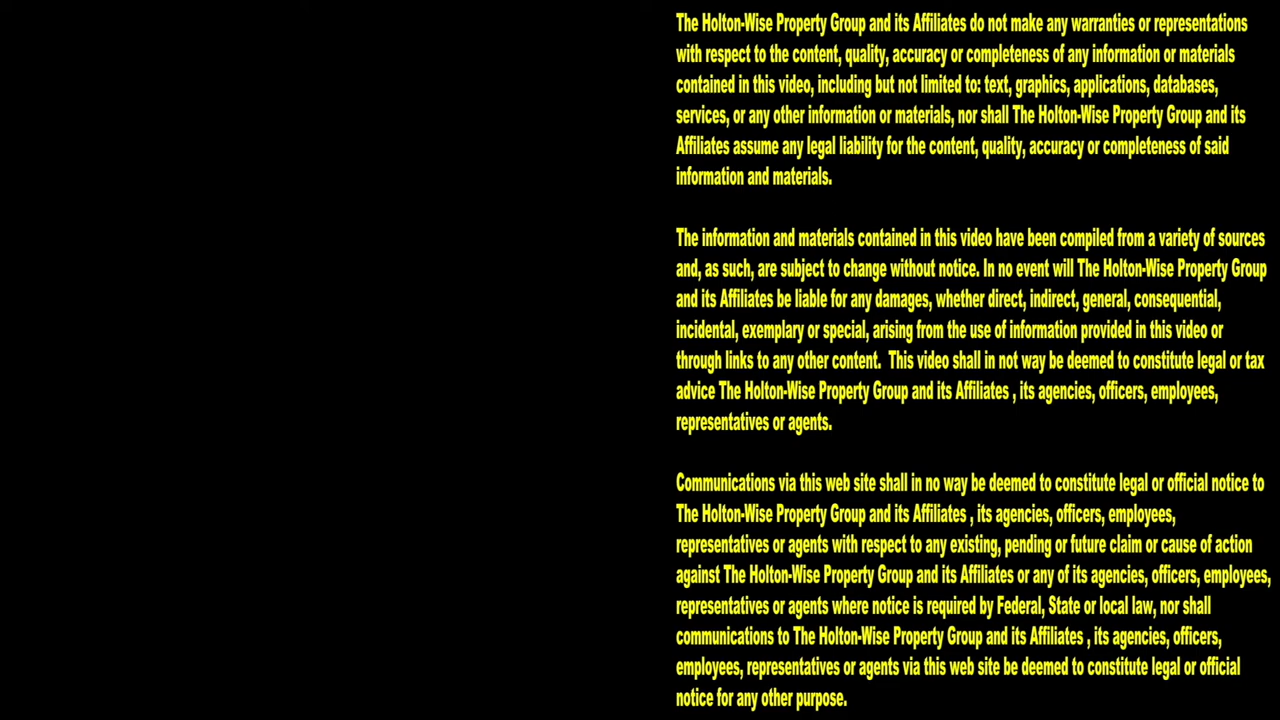 The Holton-Wise Property Group and its Affiliates do not make any warranties or representations
with respect to the content, quality, accuracy or completeness of any information or materials
contained in this video, including but not limited to: text, graphics, applications, databases,
services, or any other information or materials, nor shall The Holton-Wise Property Group and its
Affiliates assume any legal liability for the content, quality, accuracy or completeness of said
information and materials.
The information and materials contained in this video have been compiled from a variety of sources
and, as such, are subject to change without notice. In no event will The Holton-Wise Property Group
and its Affiliates be liable for any damages, whether direct, indirect, general, consequential,
incidental, exemplary or special, arising from the use of information provided in this video or
through links to any other content.  This video shall in not way be deemed to constitute legal or tax
advice The Holton-Wise Property Group and its Affiliates , its agencies, officers, employees,
representatives or agents.
Communications via this web site shall in no way be deemed to constitute legal or official notice to
The Holton-Wise Property Group and its Affiliates , its agencies, officers, employees,
representatives or agents with respect to any existing, pending or future claim or cause of action
against The Holton-Wise Property Group and its Affiliates or any of its agencies, officers, employees,
representatives or agents where notice is required by Federal, State or local law, nor shall
communications to The Holton-Wise Property Group and its Affiliates , its agencies, officers,
employees, representatives or agents via this web site be deemed to constitute legal or official
notice for any other purpose.